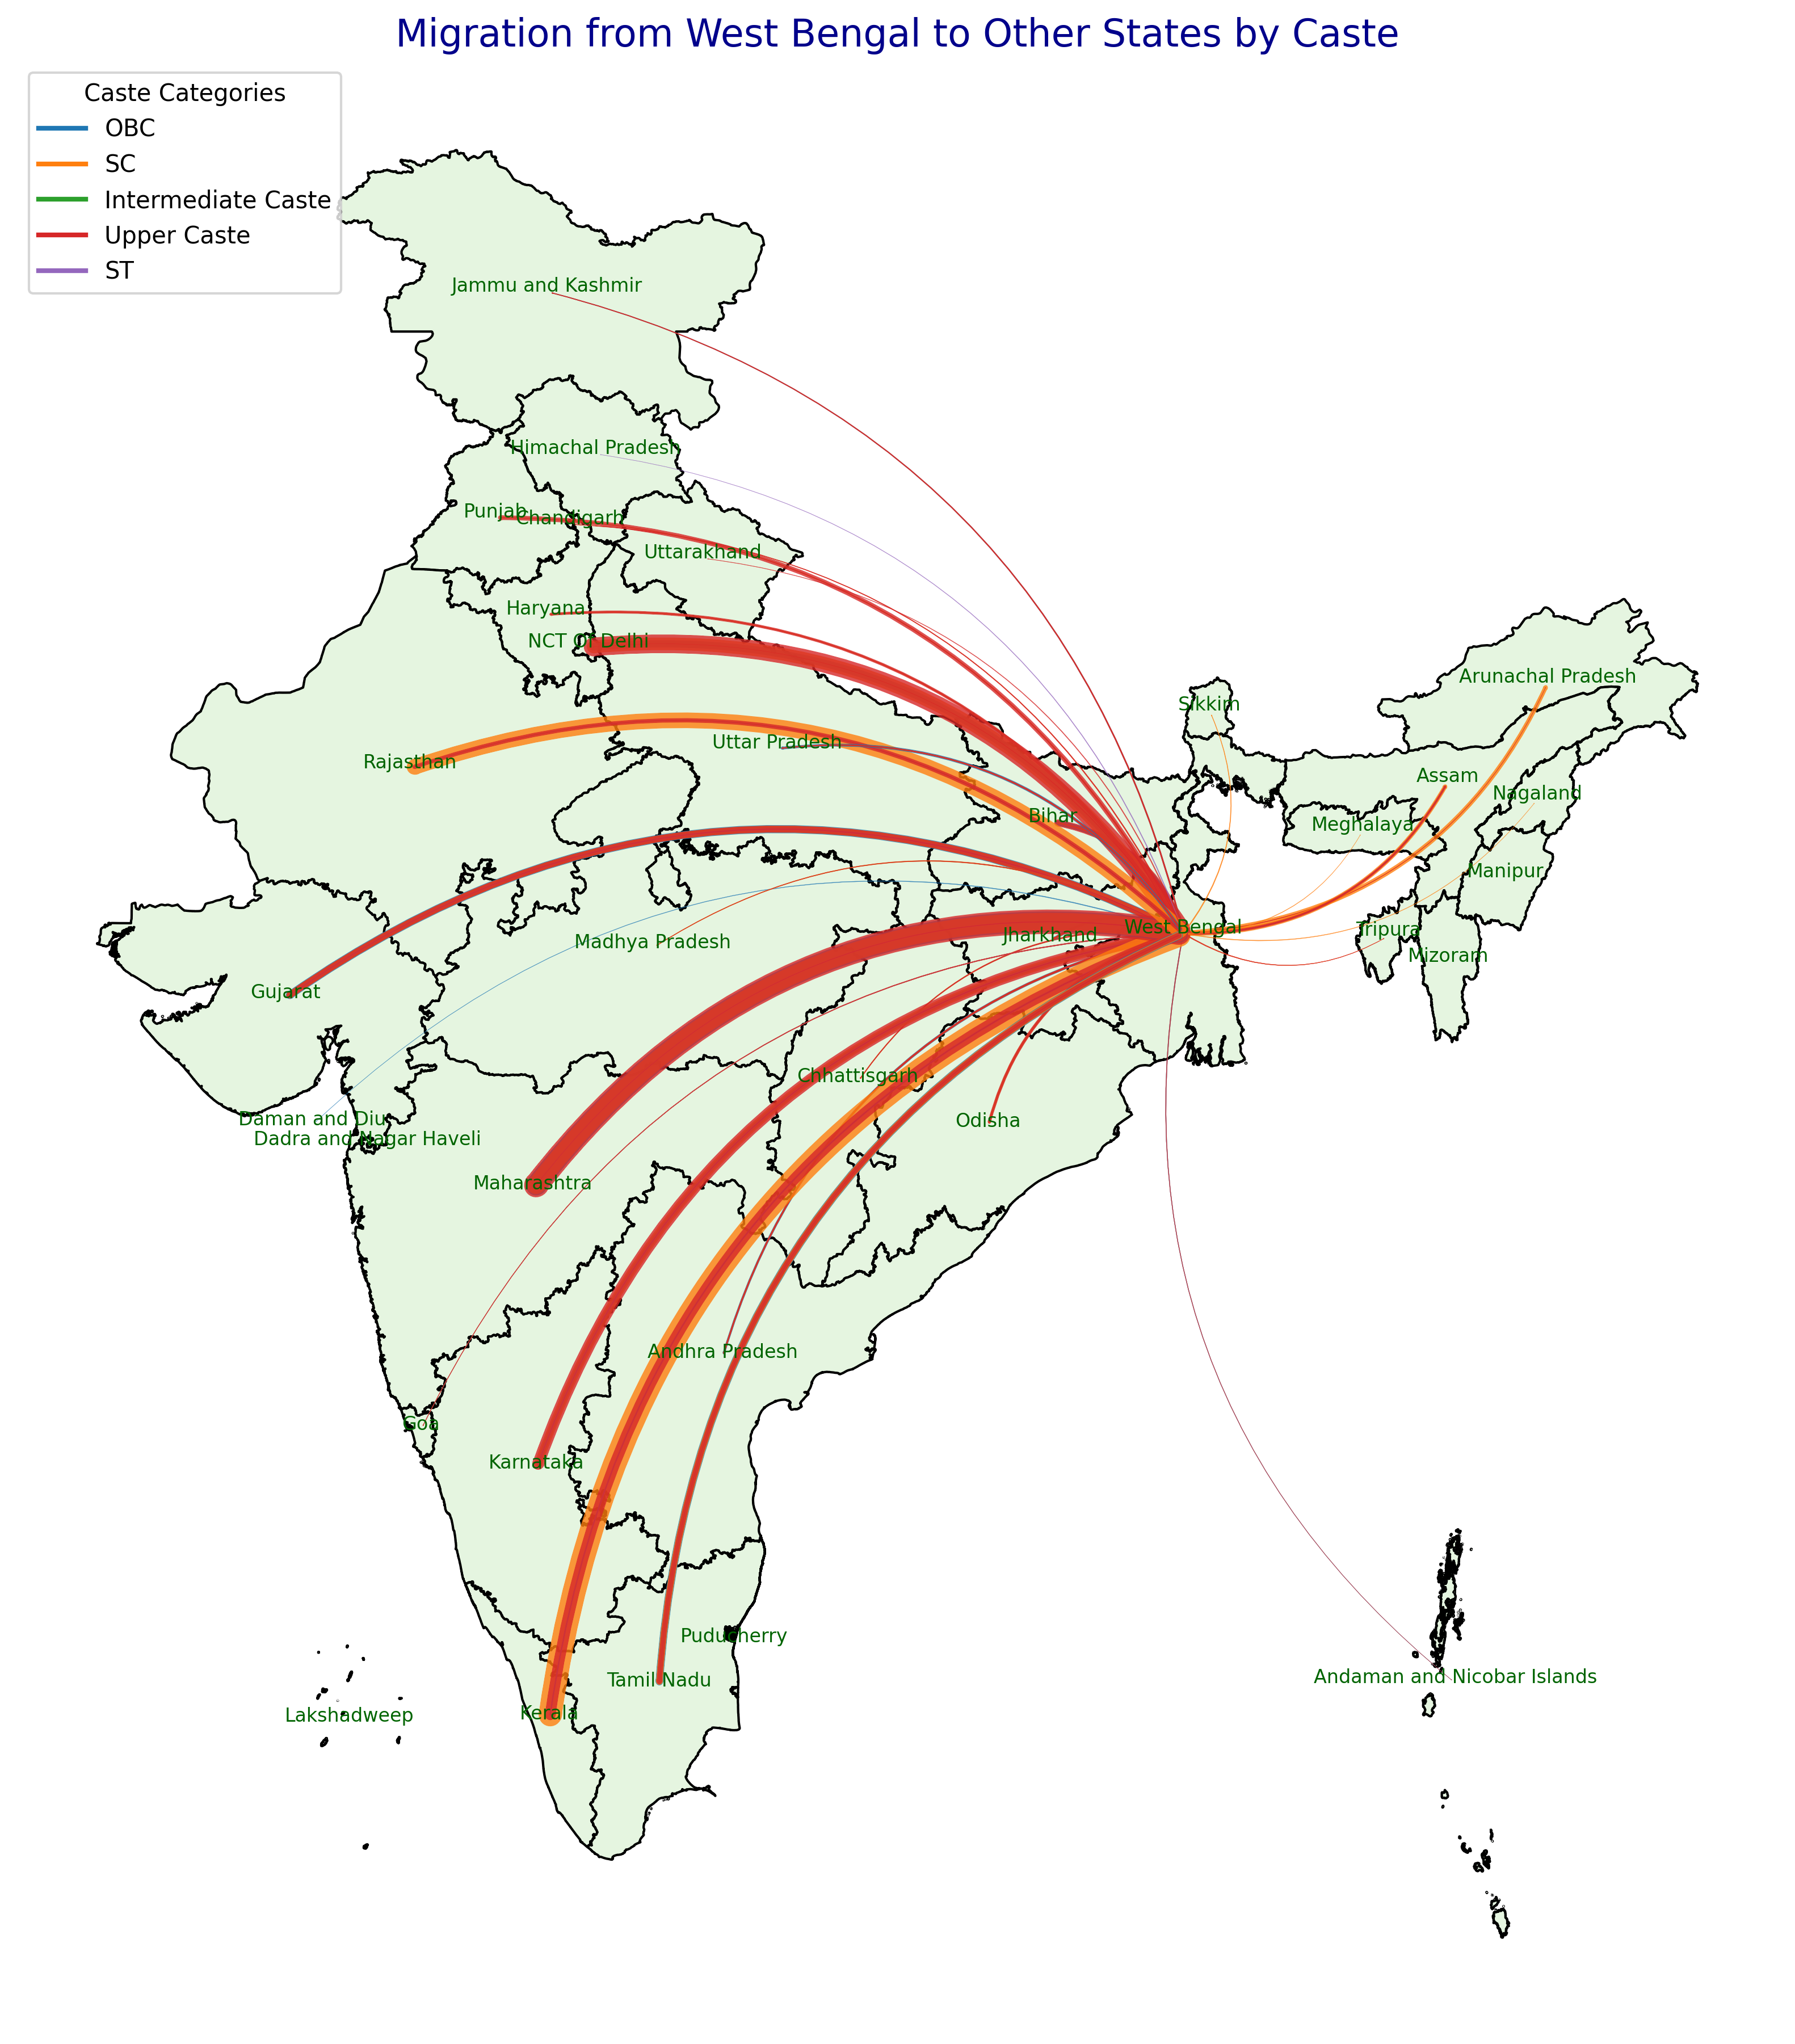 Migration from West Bengal to Other States by Caste
Caste Categories
OBC
SC
Intermediate Caste
Upper Caste
ST
Jammu and Kashmir
Himachal Pradesh
Punjab
Chandigarh
Uttarakhand
Haryana
NCT Of Delhi
Arunachal Pradesh
Sikkim
Uttar Pradesh
Rajasthan
Assam
Nagaland
Bihar
Meghalaya
Manipur
West Bengal
Tripura
Jharkhand
Madhya Pradesh
Mizoram
Gujarat
Chhattisgarh
Daman and Diu
Odisha
Dadra and Nagar Haveli
Maharashtra
Andhra Pradesh
Goa
Karnataka
Puducherry
Andaman and Nicobar Islands
Tamil Nadu
Kerala
Lakshadweep